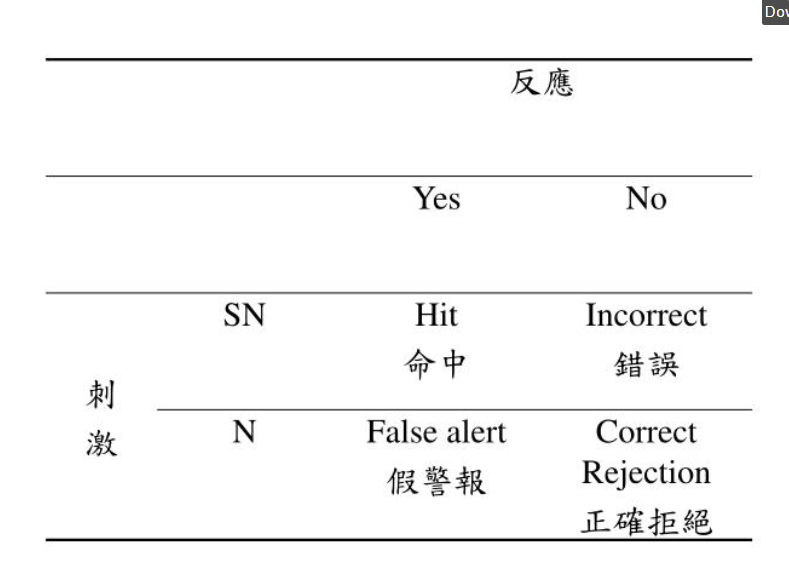 Dov
反應
Yes No
SN Hit Incorrect
命中 錯誤
刺
激
N False alert Correct
Rejection
假警報
正確拒絕